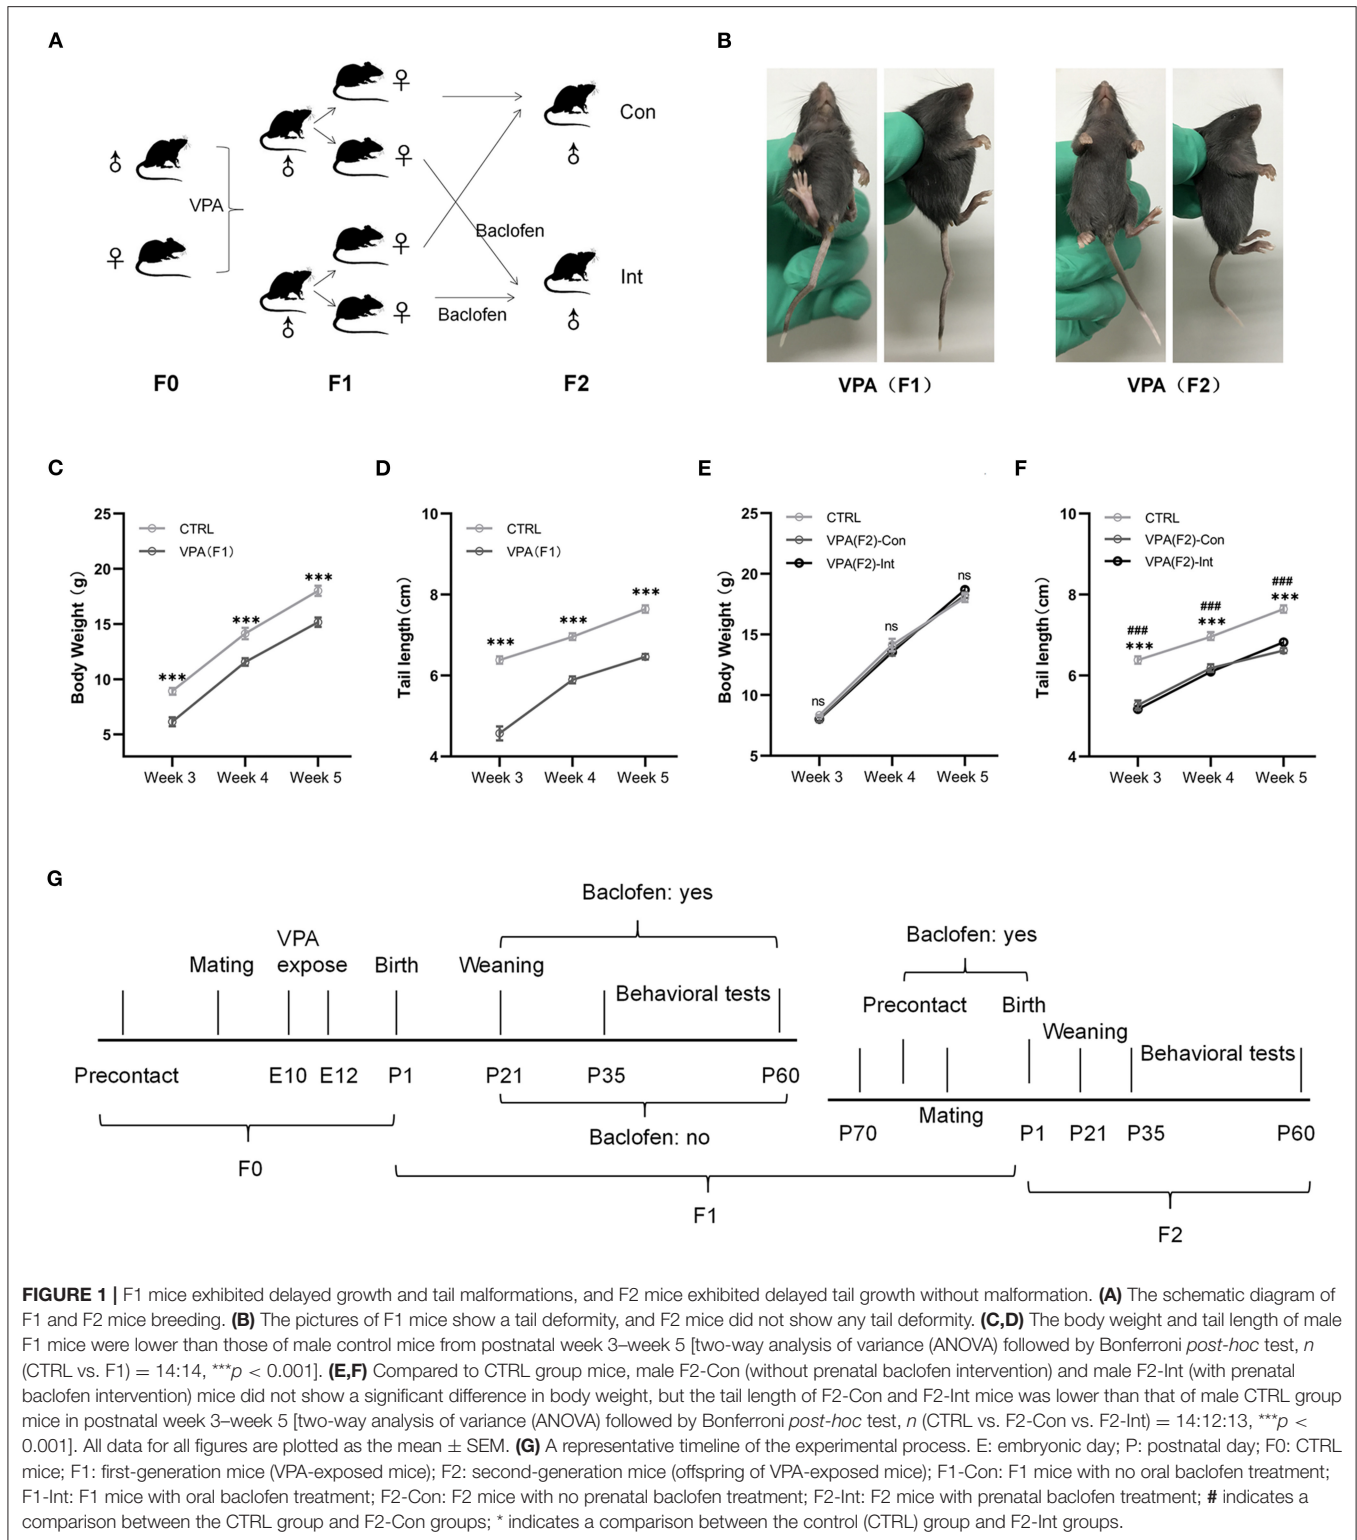 A
B
♀
Con
♂
♀
♂
♂
VPA
♀
Baclofen
♀
Int
♂
♀
Baclofen
♂
F0
F1
F2
VPA（F1）
VPA（F2）
C
D
E
F
Body Weight (g)
25
20
15
10
5
CTRL
VPA(F1)
***
***
***
Week 3
Week 4
Week 5
Tail length(cm)
10
8
6
4
CTRL
VPA(F1)
***
***
***
Week 3
Week 4
Week 5
Body Weight (g)
25
20
15
10
5
CTRL
VPA(F2)-Con
VPA(F2)-Int
ns
ns
ns
Week 3
Week 4
Week 5
Tail length(cm)
10
8
6
4
CTRL
VPA(F2)-Con
VPA(F2)-Int
###
***
###
***
###
***
Week 3
Week 4
Week 5
G
Baclofen: yes
VPA
Mating expose Birth Weaning
Behavioral tests
Precontact E10 E12 P1 P21 P35 P60
Baclofen: no
F0
Baclofen: yes
Precontact Birth
Weaning
Behavioral tests
Mating
P70 P1 P21 P35 P60
F1
F2
FIGURE 1 | F1 mice exhibited delayed growth and tail malformations, and F2 mice exhibited delayed tail growth without malformation. (A) The schematic diagram of
F1 and F2 mice breeding. (B) The pictures of F1 mice show a tail deformity, and F2 mice did not show any tail deformity. (C,D) The body weight and tail length of male
F1 mice were lower than those of male control mice from postnatal week 3–week 5 [two-way analysis of variance (ANOVA) followed by Bonferroni post-hoc test, n
(CTRL vs. F1) = 14:14, ***p < 0.001]. (E,F) Compared to CTRL group mice, male F2-Con (without prenatal baclofen intervention) and male F2-Int (with prenatal
baclofen intervention) mice did not show a significant difference in body weight, but the tail length of F2-Con and F2-Int mice was lower than that of male CTRL group
mice in postnatal week 3–week 5 [two-way analysis of variance (ANOVA) followed by Bonferroni post-hoc test, n (CTRL vs. F2-Con vs. F2-Int) = 14:12:13, ***p <
0.001]. All data for all figures are plotted as the mean ± SEM. (G) A representative timeline of the experimental process. E: embryonic day; P: postnatal day; F0: CTRL
mice; F1: first-generation mice (VPA-exposed mice); F2: second-generation mice (offspring of VPA-exposed mice); F1-Con: F1 mice with no oral baclofen treatment;
F1-Int: F1 mice with oral baclofen treatment; F2-Con: F2 mice with no prenatal baclofen treatment; F2-Int: F2 mice with prenatal baclofen treatment; # indicates a
comparison between the CTRL group and F2-Con groups; * indicates a comparison between the control (CTRL) group and F2-Int groups.